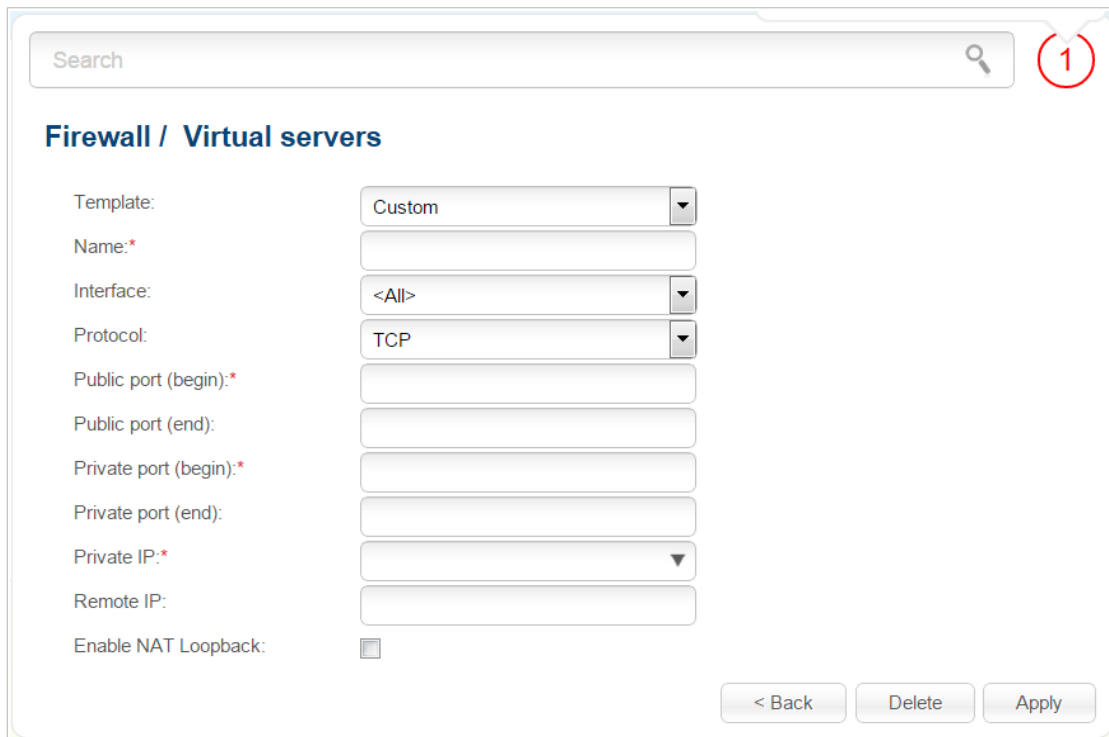 Search
1
Firewall / Virtual servers
Template: Custom
Name:*
Interface: <All>
Protocol: TCP
Public port (begin):*
Public port (end):
Private port (begin):*
Private port (end):
Private IP:*
Remote IP:
Enable NAT Loopback:
< Back Delete Apply